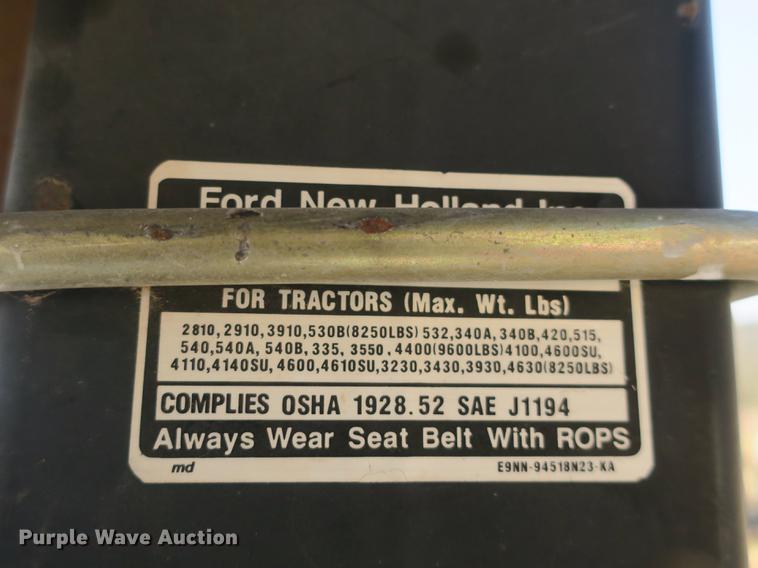 Ford New Holland Inc
FOR TRACTORS (Max. Wt. Lbs)
2810, 2910, 3910, 530B(8250LBS) 532, 340A, 340B, 420, 515,
540, 540A, 540B, 335, 3550, 4400(9600LBS)4100, 4600SU,
4110, 4140SU, 4600, 4610SU, 3230, 3430, 3930, 4630(8250LBS)
COMPLIES OSHA 1928.52 SAE J1194
Always Wear Seat Belt With ROPS
md E9NN-94518N23-KA
Purple Wave Auction